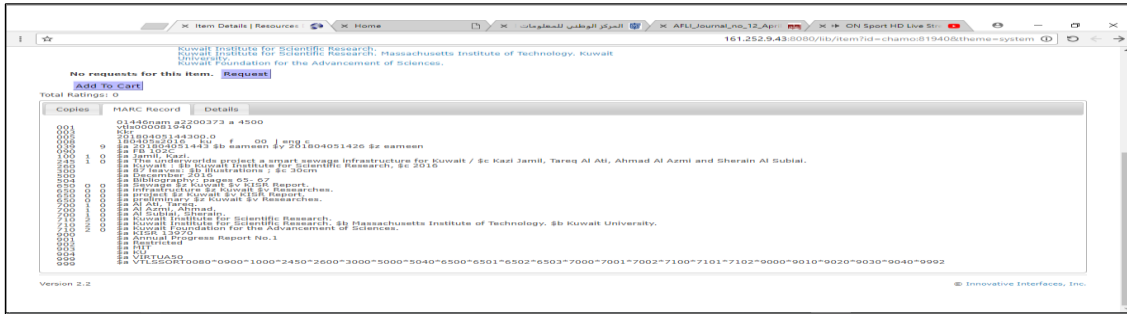 Item Details | Resources
Home
المركز الوطني للمعلومات
AFLI_Journal_no_12_Apri
ON Sport HD Live Str
161.252.9.43:8080/lib/item?id=chamo:81940&theme=system
Kuwait Institute for Scientific Research.
Kuwait Institute for Scientific Research. Massachusetts Institute of Technology. Kuwait
University.
Kuwait Foundation for the Advancement of Sciences.
No requests for this item. Request
Add To Cart
Total Ratings: 0
Copies MARC Record Details
01446nam a2200373 a 4500
001 vtls000081940
003 Kkr
005 20180405144300.0
008 180405s2016 ku f 00 | eng c
039 9 $a 201804051443 $b eameen $y 201804051426 $z eameen
090 $a FB 102C
100 1 0 $a Jamil, Kazi.
245 1 0 $a The underworlds project a smart sewage infrastructure for Kuwait / $c Kazi Jamil, Tareq Al Ati, Ahmad Al Azmi and Sherain Al Subiai.
260 $a Kuwait : $b Kuwait Institute for Scientific Research, $c 2016
300 $a 87 leaves: $b illustrations ; $c 30cm
500 $a December 2016
504 $a Bibliography: pages 65- 67
650 0 0 $a Sewage $z Kuwait $v KISR Report.
650 0 0 $a infrastructure $z Kuwait $v Researches.
650 0 0 $a project $z Kuwait $v KISR Report,
650 0 0 $a preliminary $z Kuwait $v Researches.
700 1 0 $a Al Ati, Tareq.
700 1 0 $a Al Azmi, Ahmad,
700 1 0 $a Al Subiai, Sherain.
710 2 0 $a Kuwait Institute for Scientific Research.
710 2 0 $a Kuwait Institute for Scientific Research, $b Massachusetts Institute of Technology. $b Kuwait University.
710 2 0 $a Kuwait Foundation for the Advancement of Sciences.
900 $a KISR 13970
901 $a Annual Progress Report No.1
902 $a Restricted
903 $a MIT
904 $a KU
999 $a VIRTUA50
999 $a VTLSSORT0080*0900*1000*2450*2600*3000*5000*5040*6500*6501*6502*6503*7000*7001*7002*7100*7101*7102*9000*9010*9020*9030*9040*9992
Version 2.2
© Innovative Interfaces, Inc.